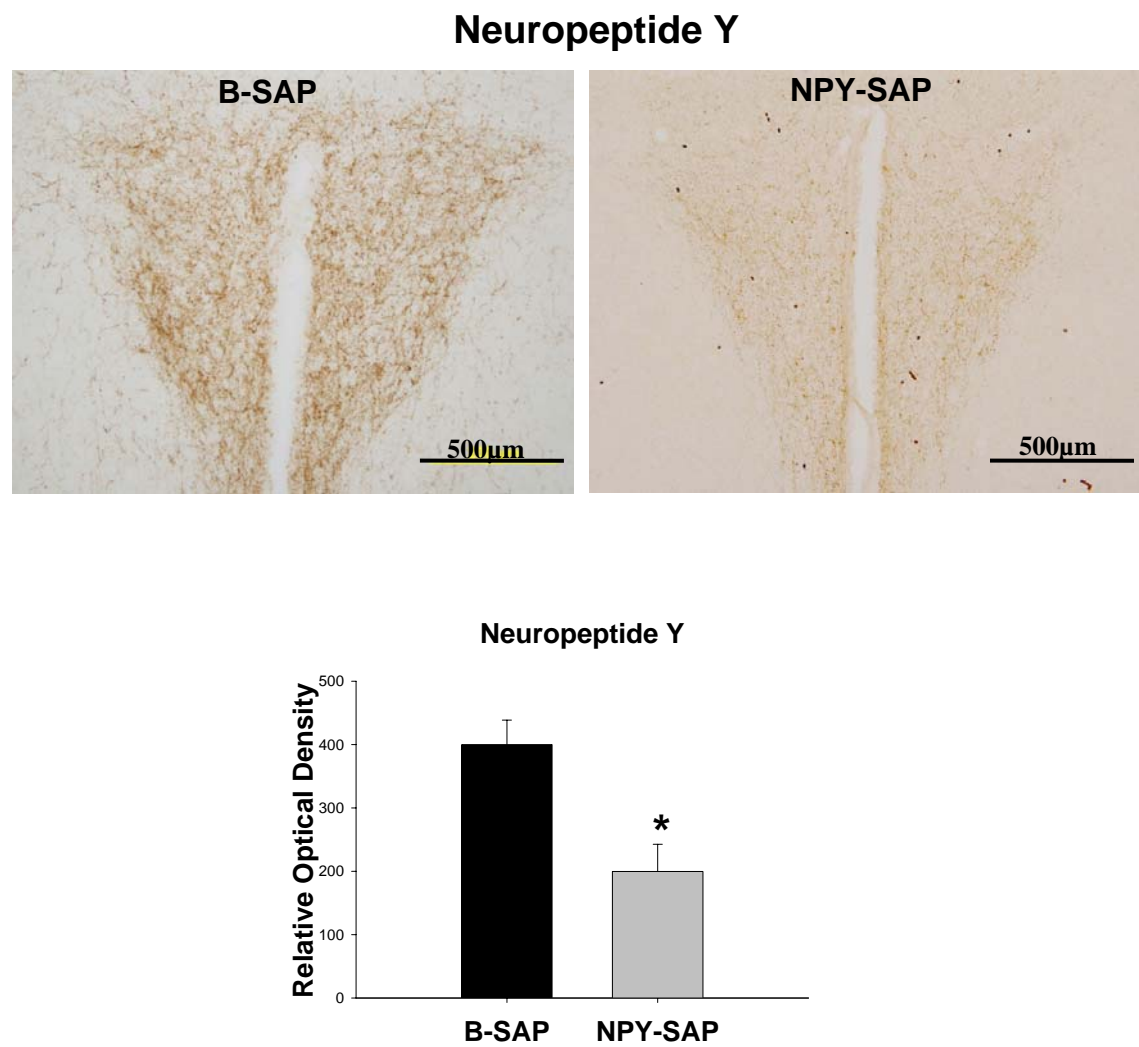 Neuropeptide Y
B-SAP
NPY-SAP
500µm
500µm
Neuropeptide Y
Relative Optical Density
500
400
300
200
100
0
*
B-SAP
NPY-SAP